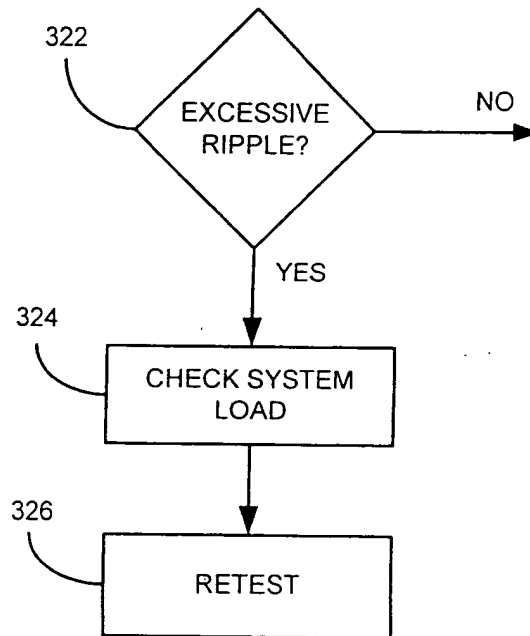 322
EXCESSIVE
RIPPLE?
NO
YES
324
CHECK SYSTEM
LOAD
326
RETEST